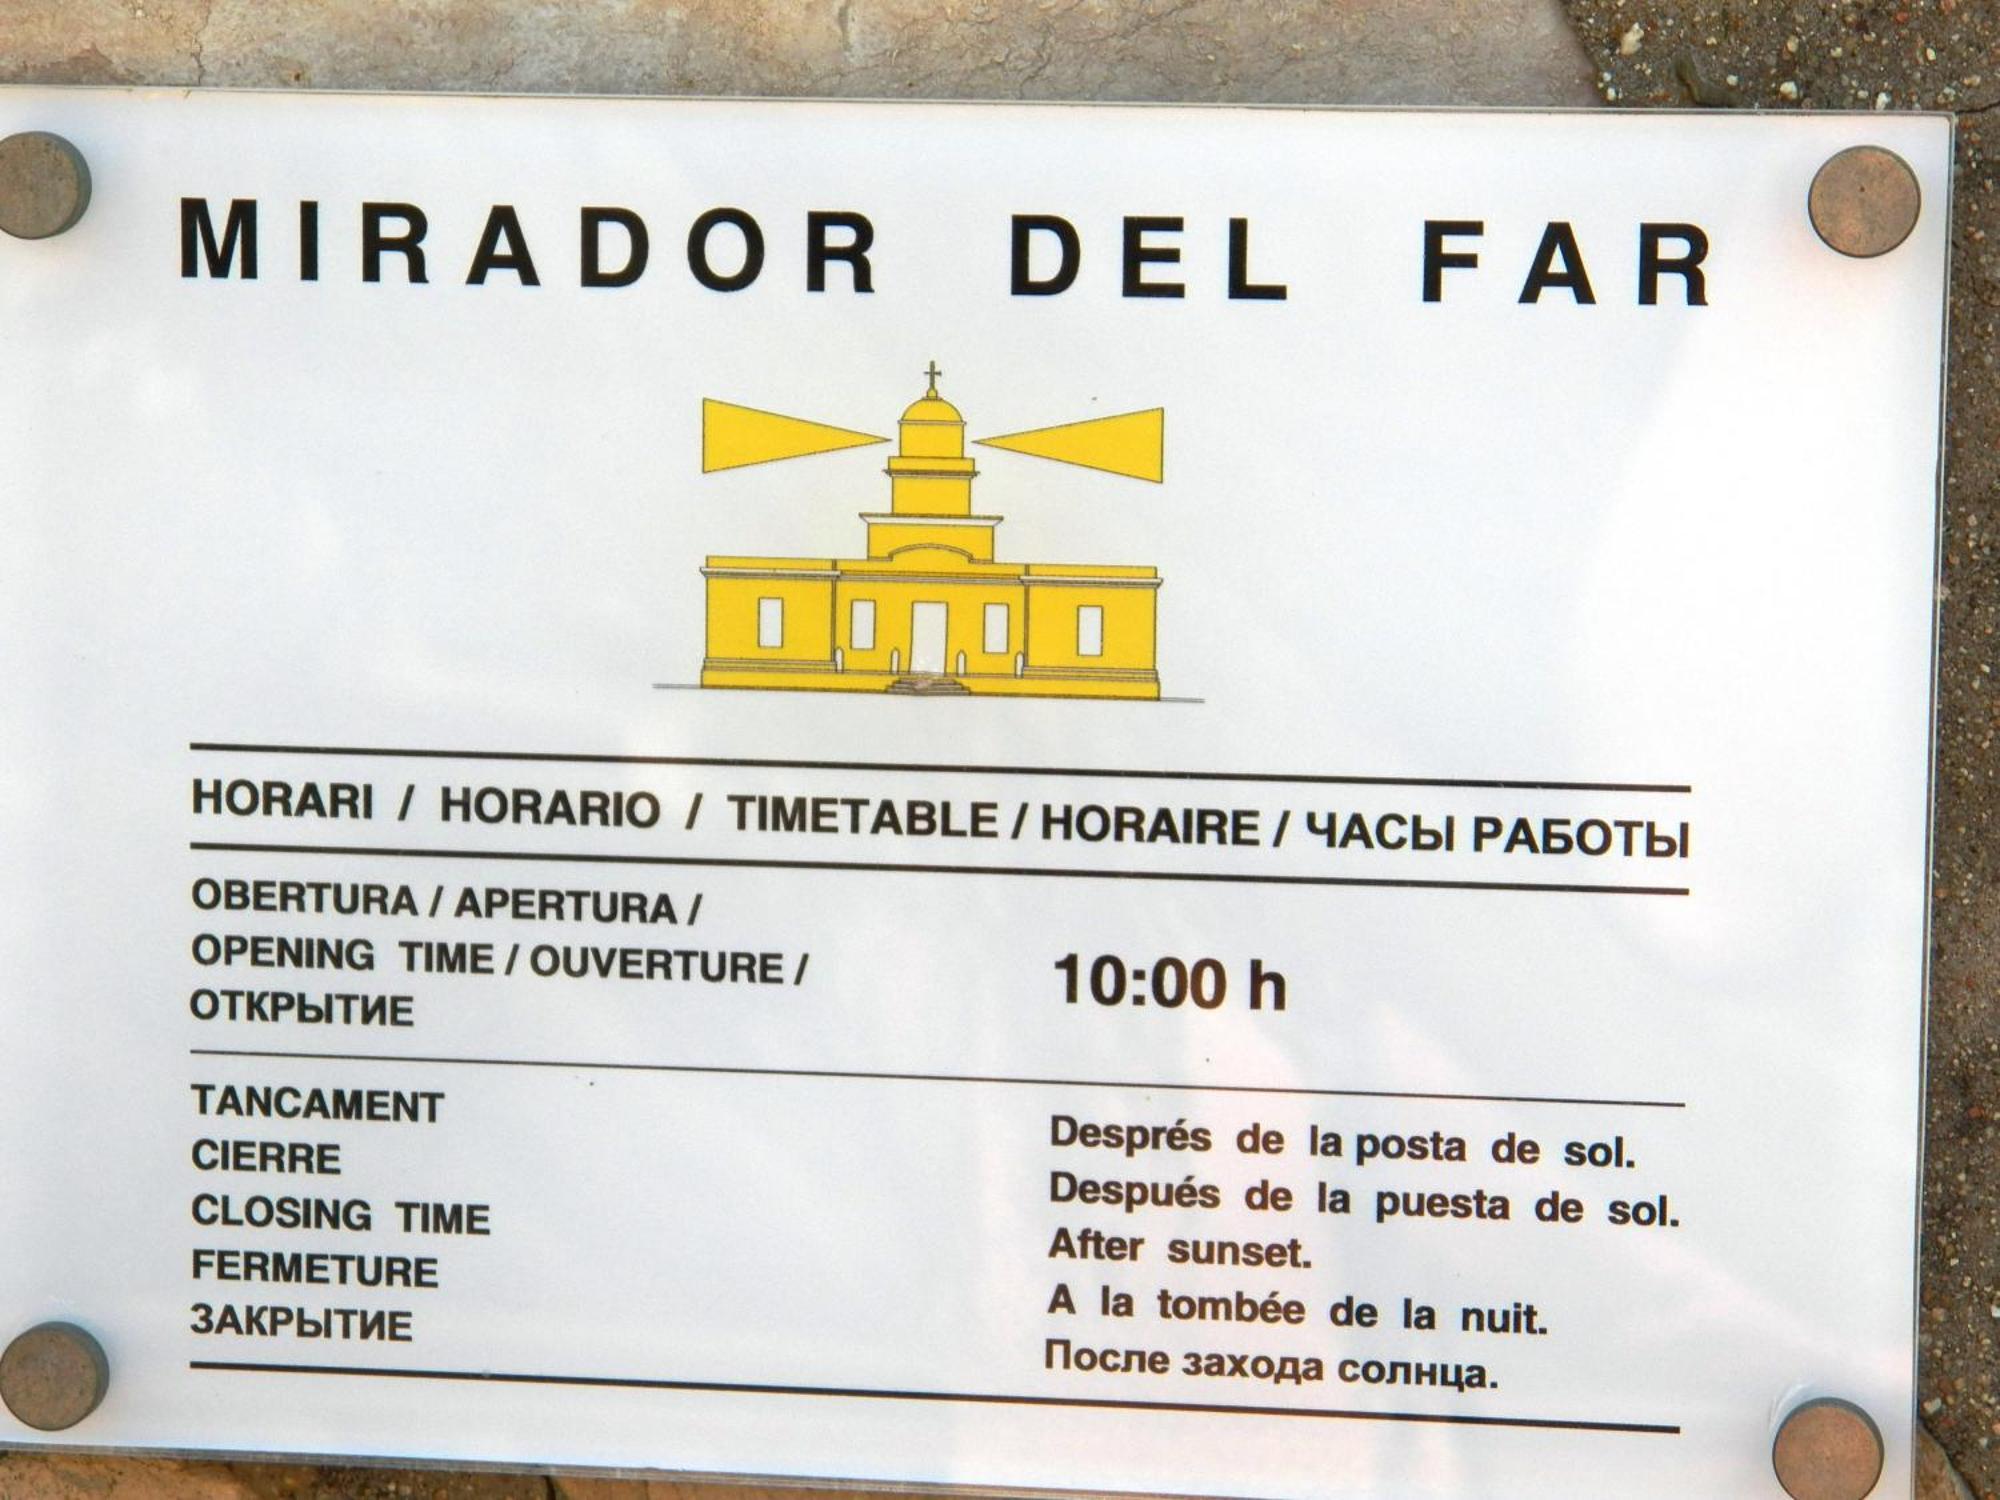 MIRADOR DEL FAR
HORARI / HORARIO / TIMETABLE / HORAIRE / ЧАСЫ РАБОТЫ
OBERTURA / APERTURA /
OPENING TIME / OUVERTURE /
ОТКРЫТИЕ
10:00 h
TANCAMENT
CIERRE
CLOSING TIME
FERMETURE
ЗАКРЫТИЕ
Després de la posta de sol.
Después de la puesta de sol.
After sunset.
A la tombée de la nuit.
После захода солнца.